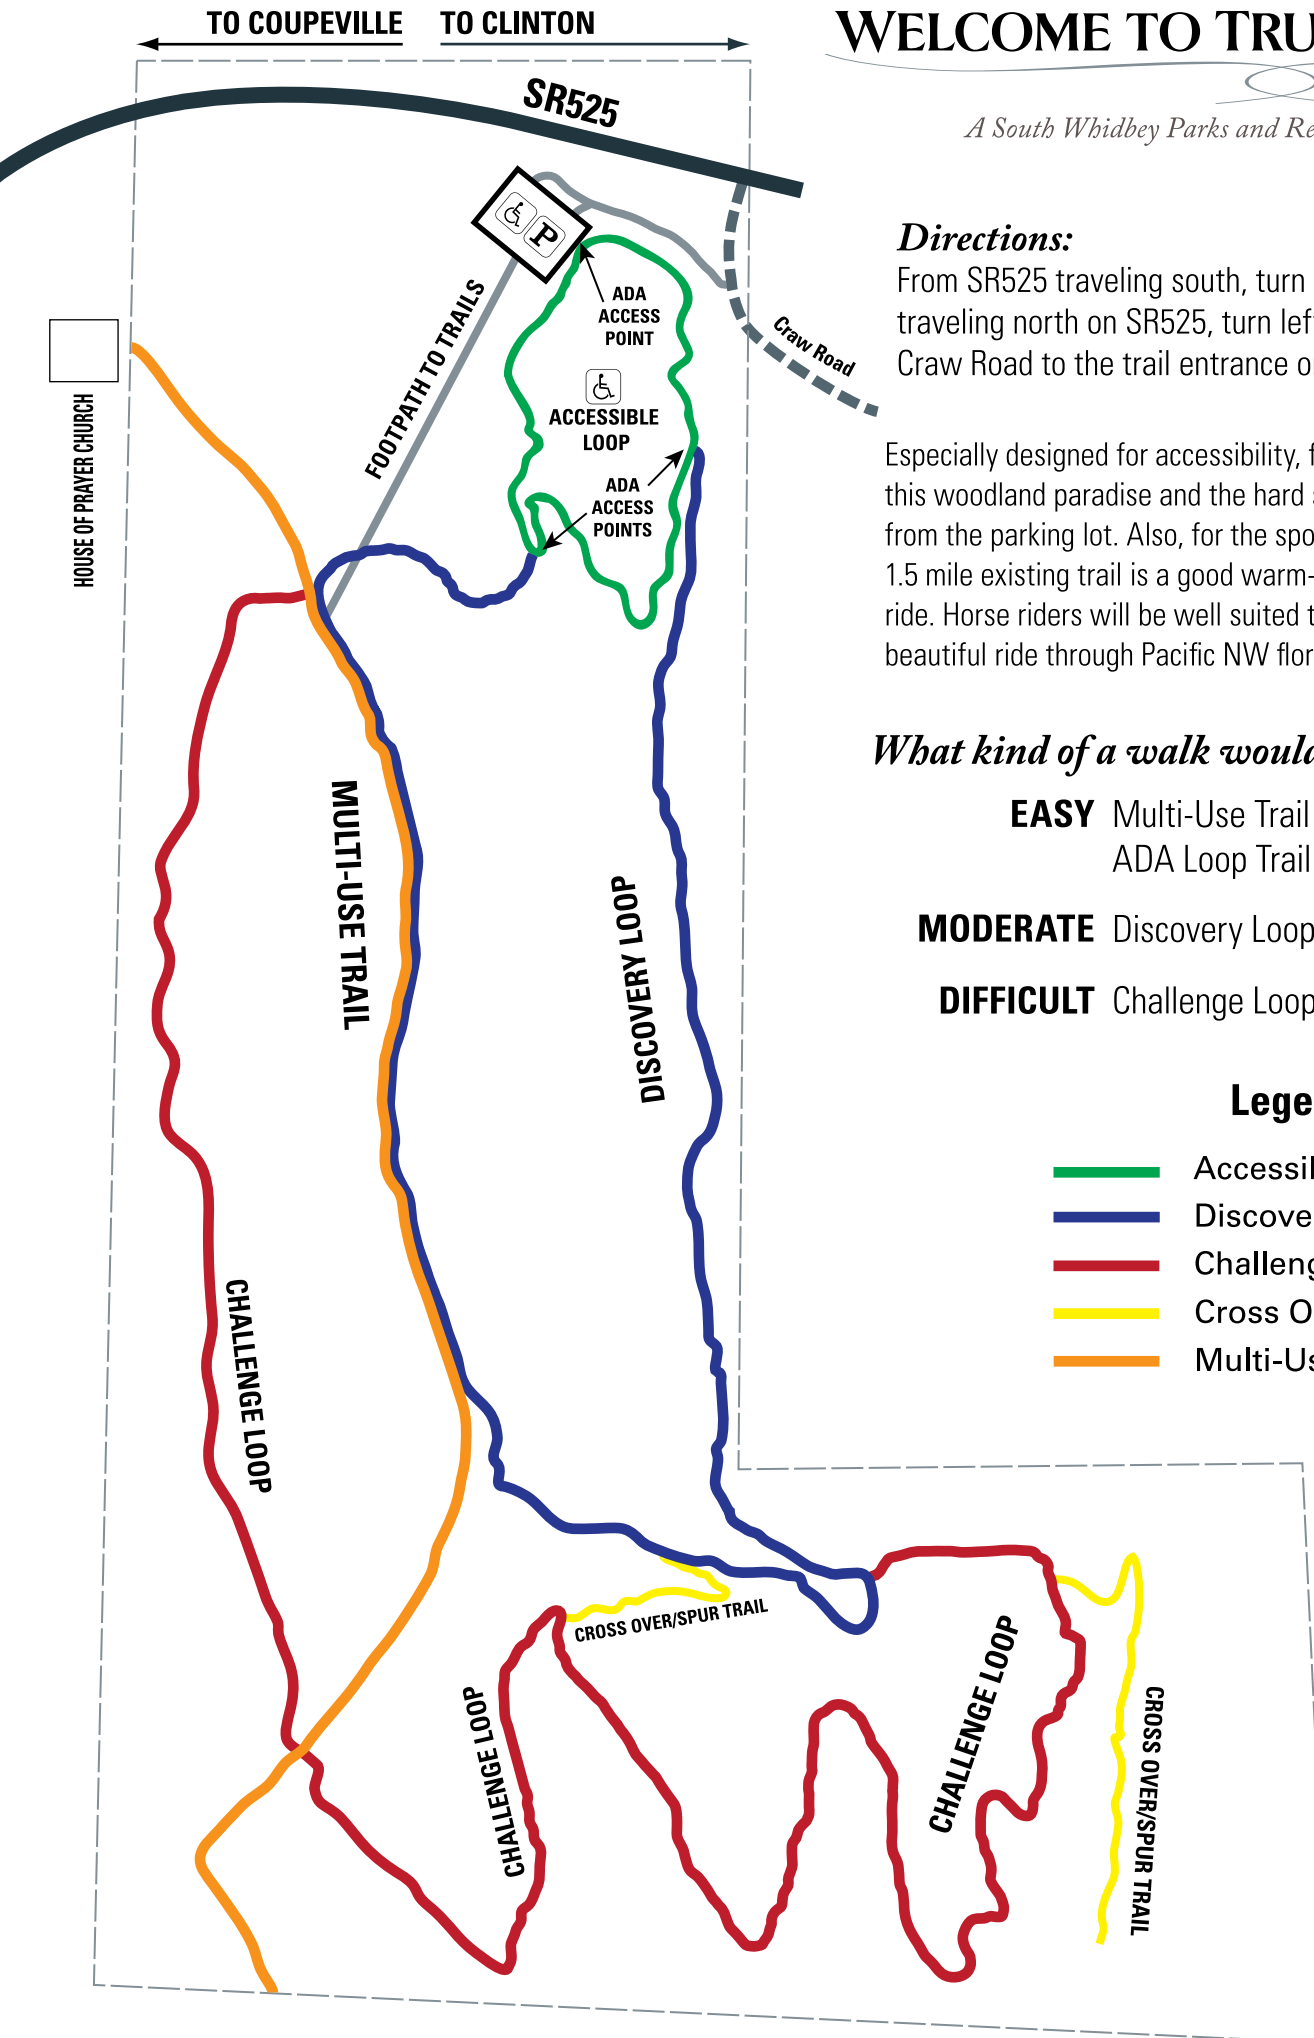 TO COUPEVILLE
TO CLINTON
WELCOME TO TRU
A South Whidbey Parks and Re
SR525
P
Directions:
From SR525 traveling south, turn
traveling north on SR525, turn lef
Craw Road to the trail entrance o
ADA
ACCESS
POINT
Craw Road
FOOTPATH TO TRAILS
ACCESSIBLE
LOOP
ADA
ACCESS
POINTS
HOUSE OF PRAYER CHURCH
Especially designed for accessibility, f
this woodland paradise and the hard s
from the parking lot. Also, for the spo
1.5 mile existing trail is a good warm-
ride. Horse riders will be well suited t
beautiful ride through Pacific NW flor
What kind of a walk would
EASY Multi-Use Trail
ADA Loop Trail
MODERATE Discovery Loop
DIFFICULT Challenge Loop
MULTI-USE TRAIL
DISCOVERY LOOP
Lege
Accessil
Discove
Challeng
Cross O
Multi-Us
CHALLENGE LOOP
CROSS OVER/SPUR TRAIL
CHALLENGE LOOP
CHALLENGE LOOP
CROSS OVER/SPUR TRAIL